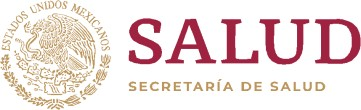 ESTADOS UNIDOS MEXICANOS
SALUD
SECRETARÍA DE SALUD